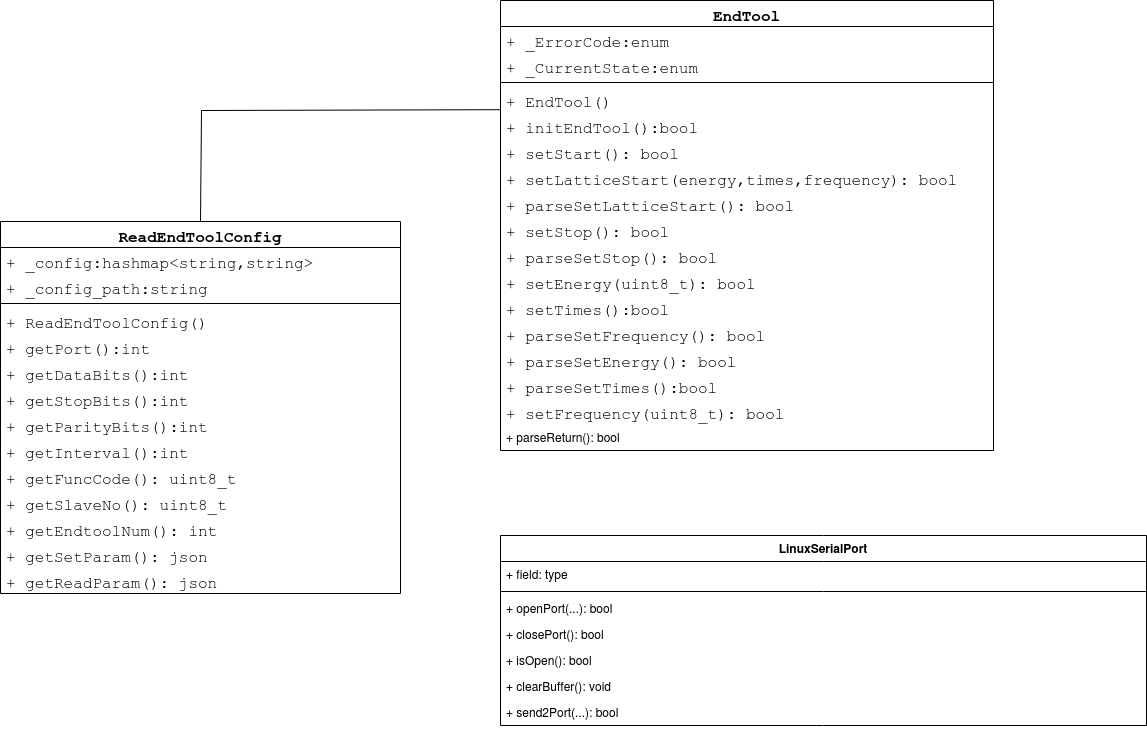 EndTool
+ _ErrorCode:enum
+ _CurrentState:enum
+ EndTool()
+ initEndTool():bool
+ setStart(): bool
+ setLatticeStart(energy,times,frequency): bool
+ parseSetLatticeStart(): bool
+ setStop(): bool
+ parseSetStop(): bool
+ setEnergy(uint8_t): bool
+ setTimes():bool
+ parseSetFrequency(): bool
+ parseSetEnergy(): bool
+ parseSetTimes():bool
+ setFrequency(uint8_t): bool
+ parseReturn(): bool
ReadEndToolConfig
+ _config:hashmap<string,string>
+ _config_path:string
+ ReadEndToolConfig()
+ getPort():int
+ getDataBits():int
+ getStopBits():int
+ getParityBits():int
+ getInterval():int
+ getFuncCode(): uint8_t
+ getSlaveNo(): uint8_t
+ getEndtoolNum(): int
+ getSetParam(): json
+ getReadParam(): json
LinuxSerialPort
+ field: type
+ openPort(...): bool
+ closePort(): bool
+ isOpen(): bool
+ clearBuffer(): void
+ send2Port(...): bool